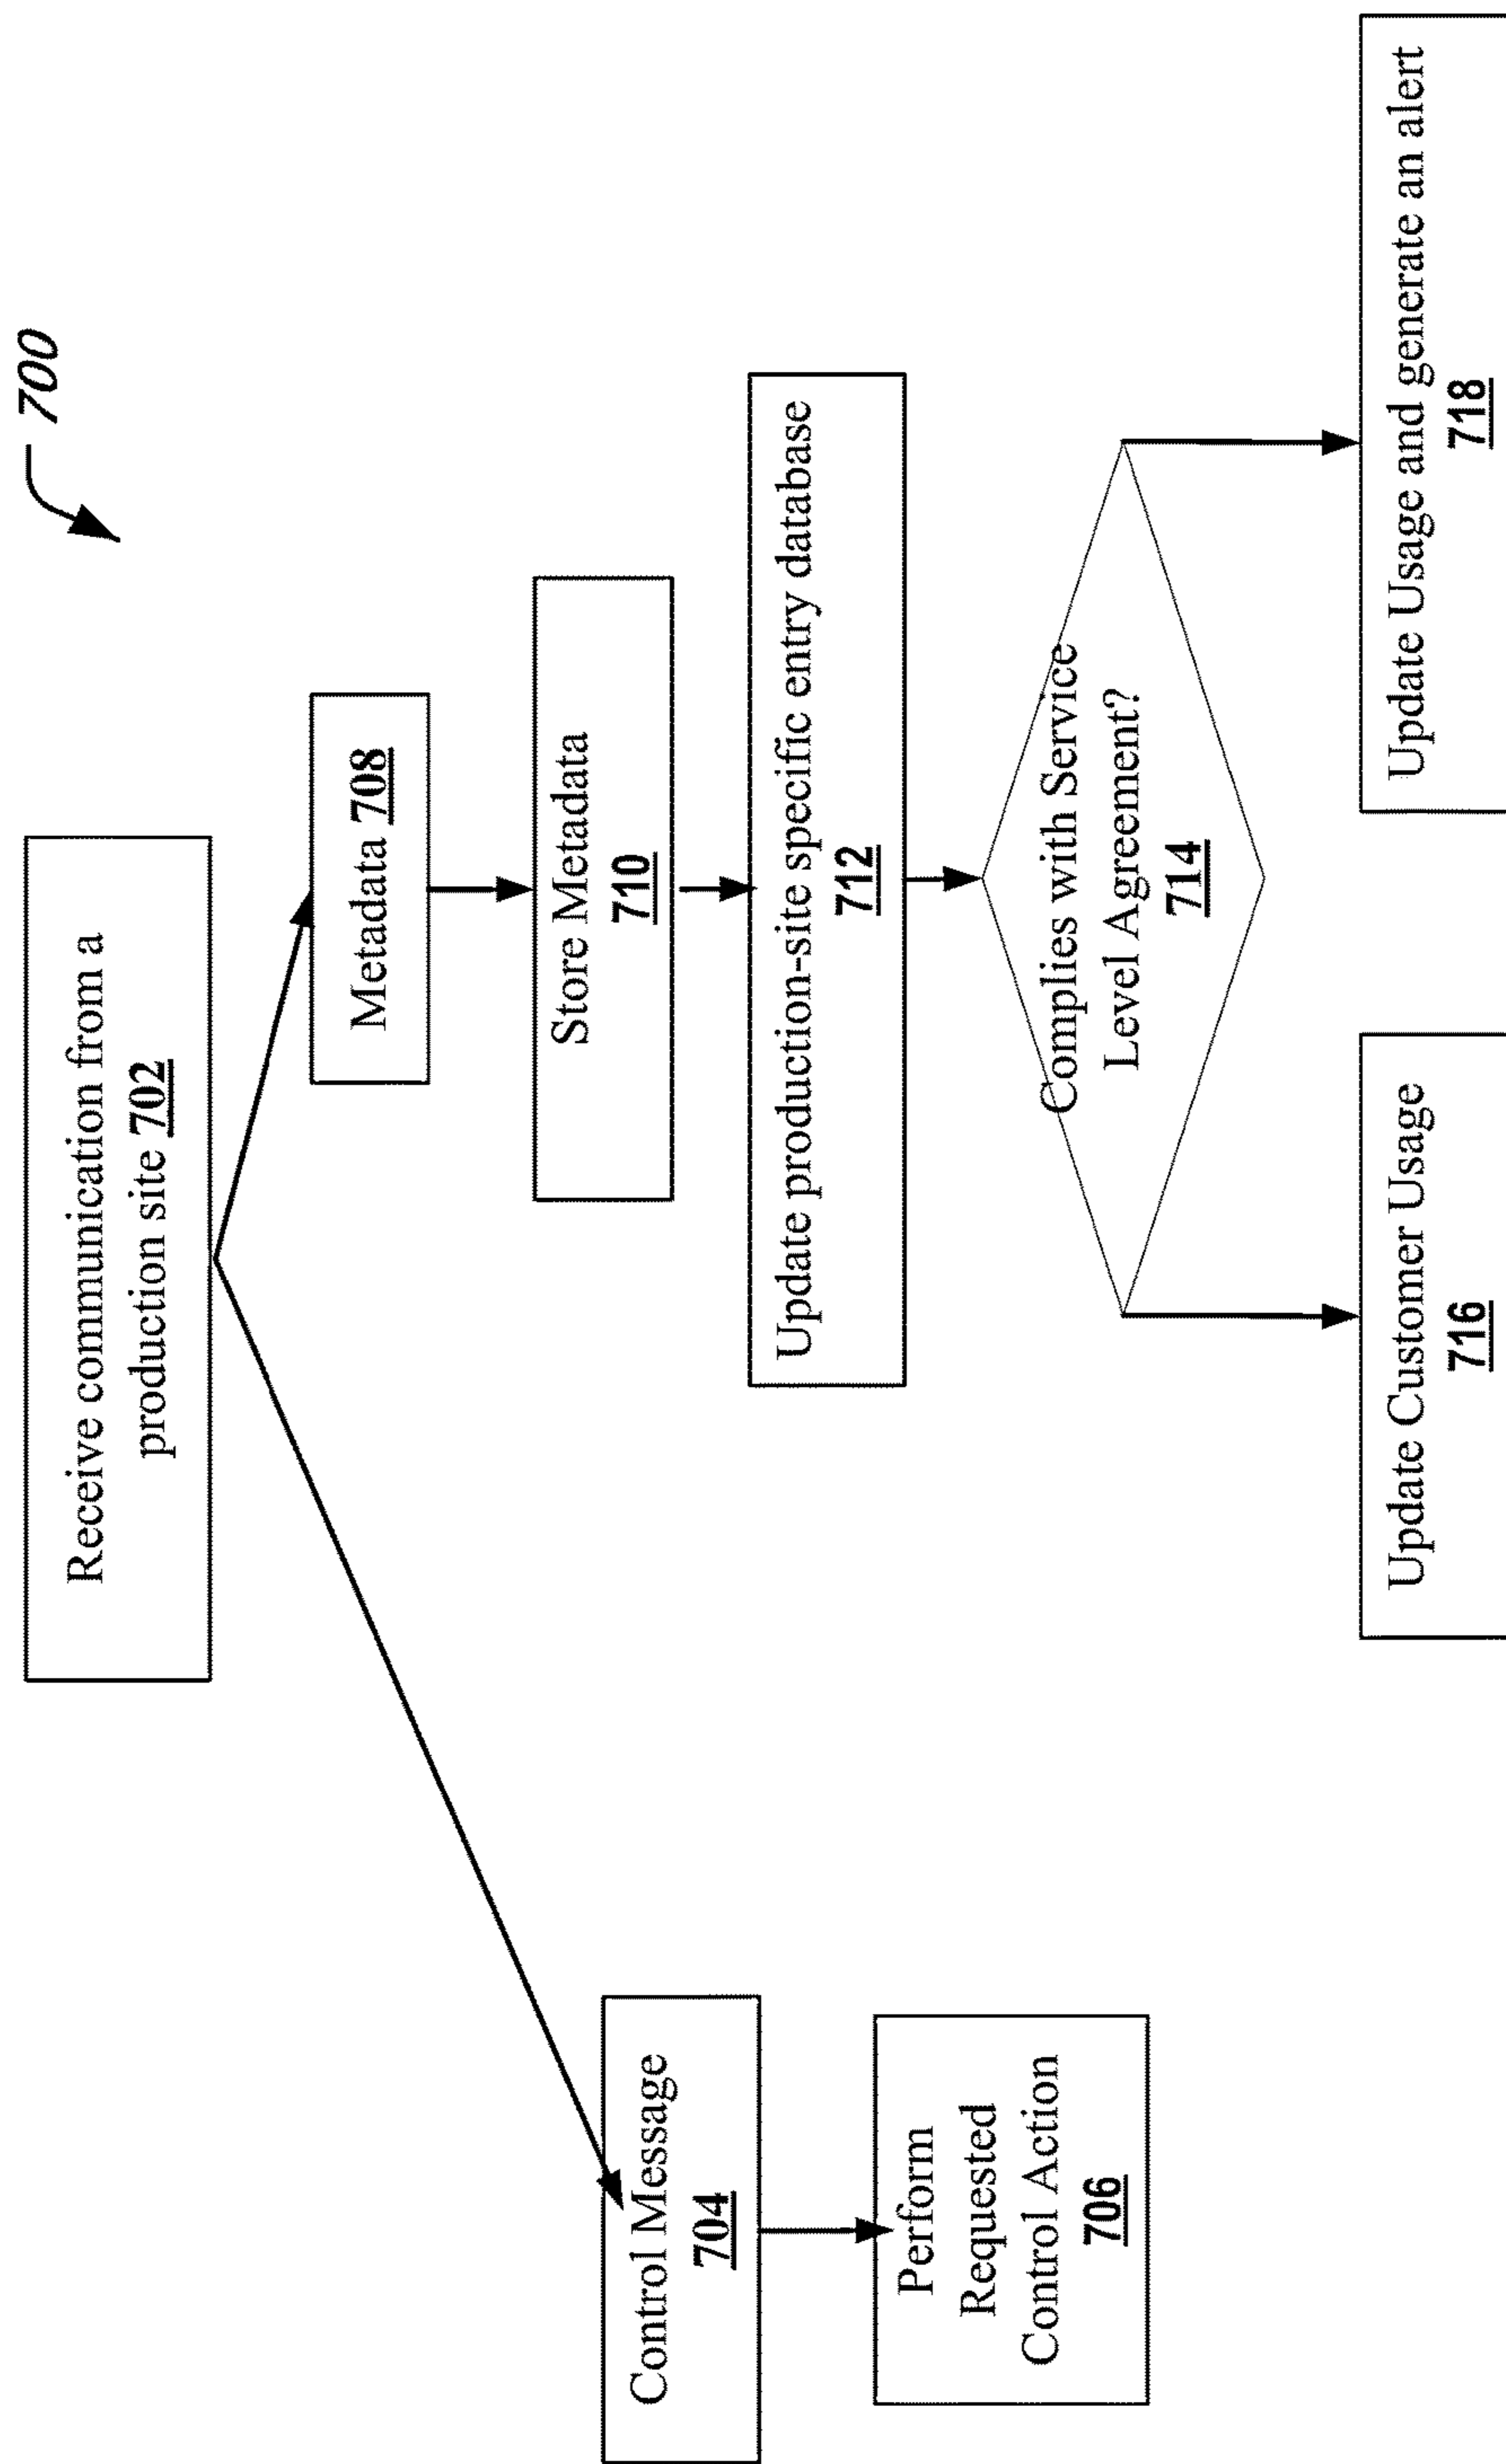 700
Receive communication from a
production site 702
Control Message
704
Perform
Requested
Control Action
706
Metadata 708
Store Metadata
710
Update production-site specific entry database
712
Complies with Service
Level Agreement?
714
Update Customer Usage
716
Update Usage and generate an alert
718